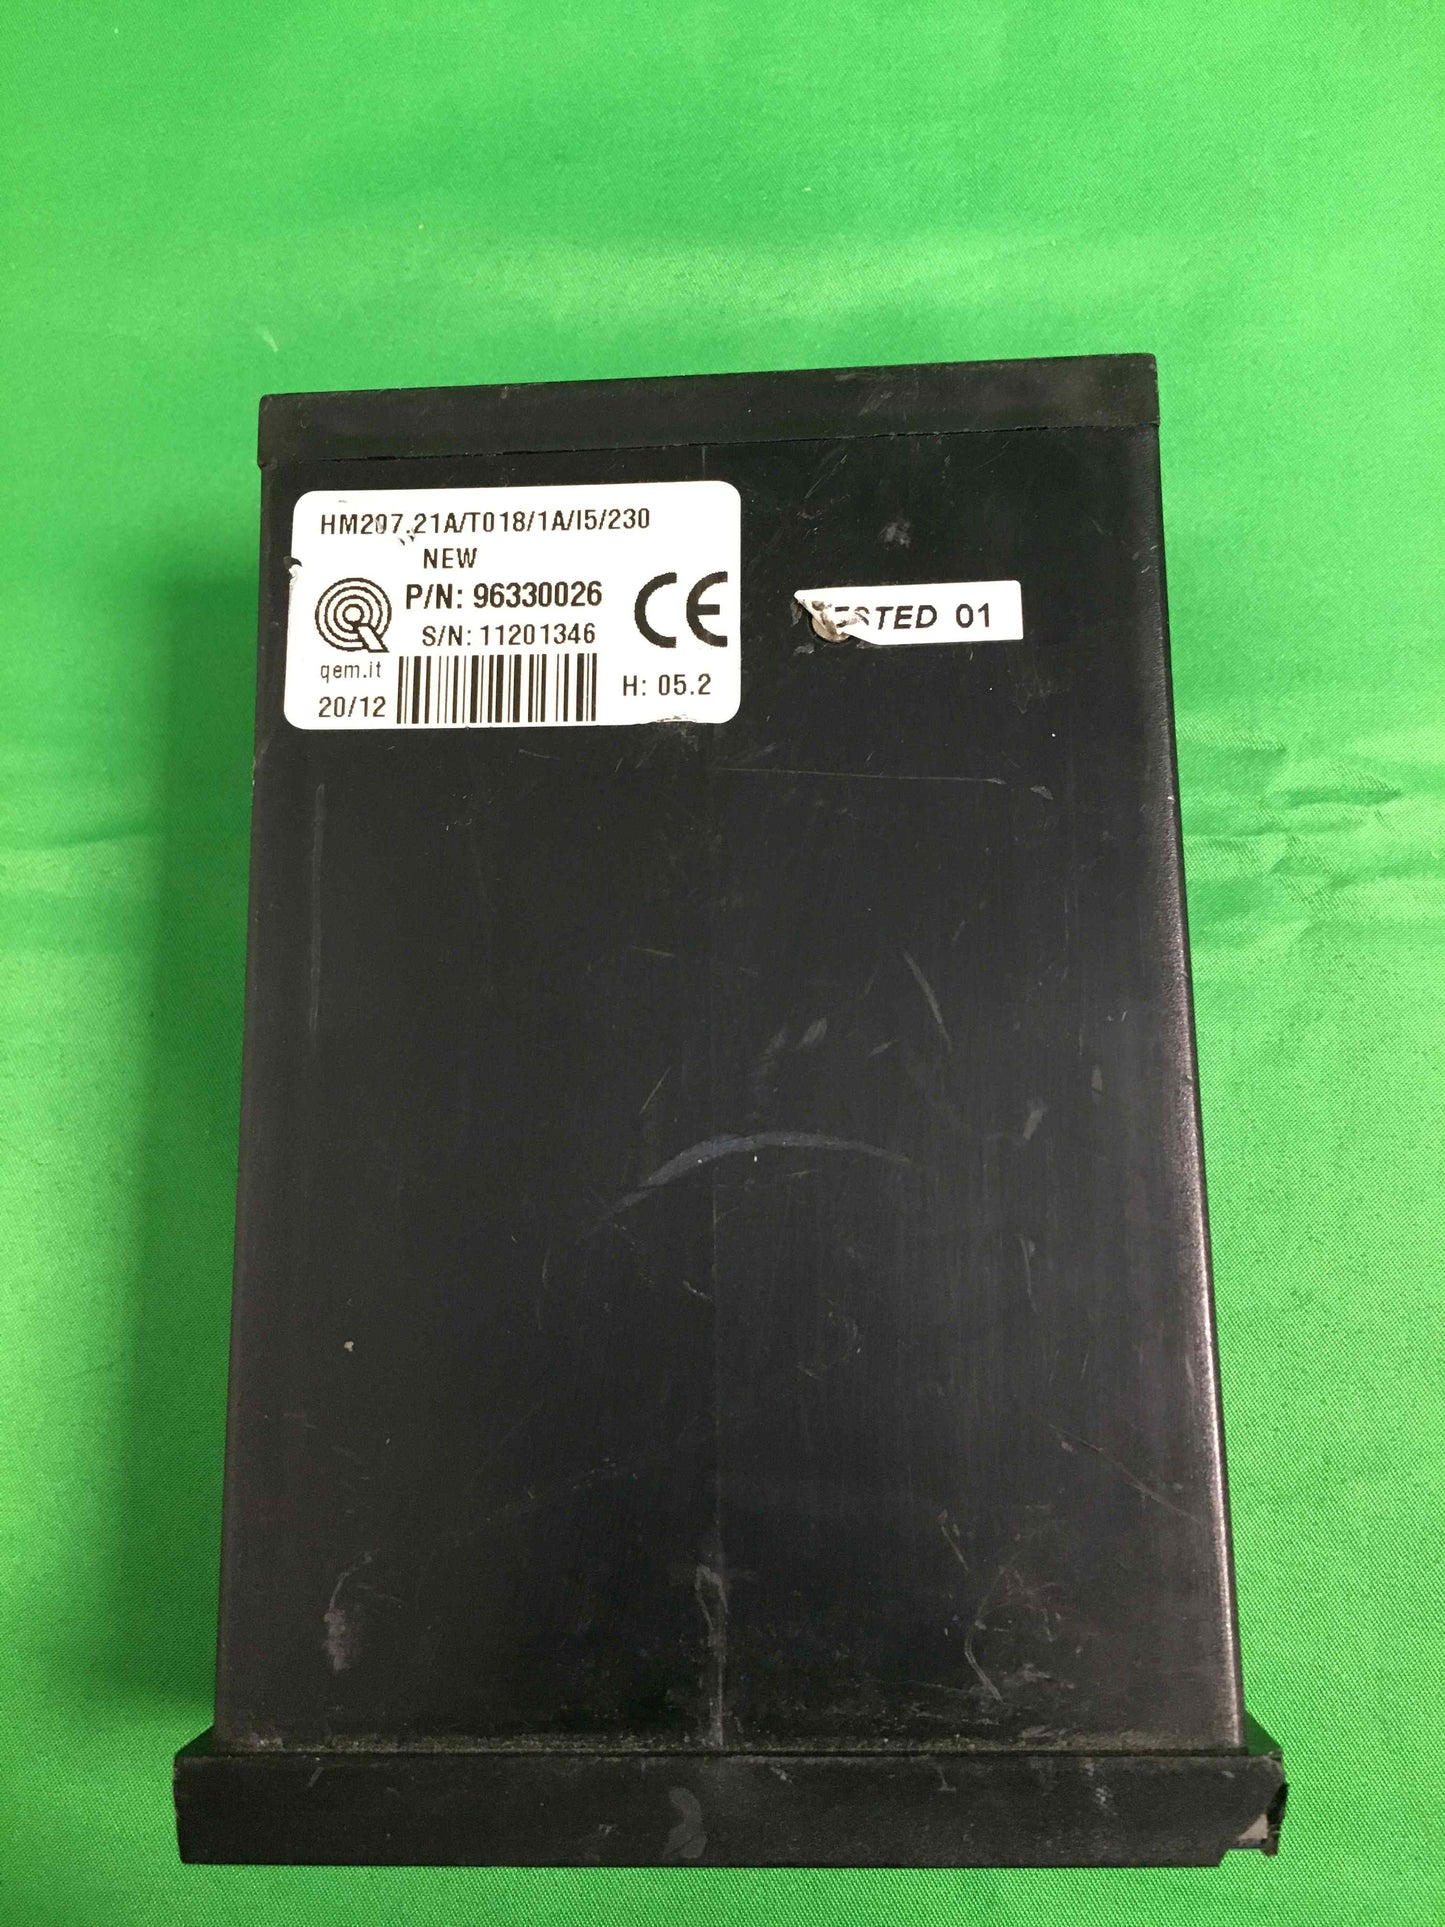 HM207.21A/T018/1A/I5/230
NEW
P/N: 96330026
S/N: 11201346
CE
qem.it
20/12
H: 05.2
TESTED 01